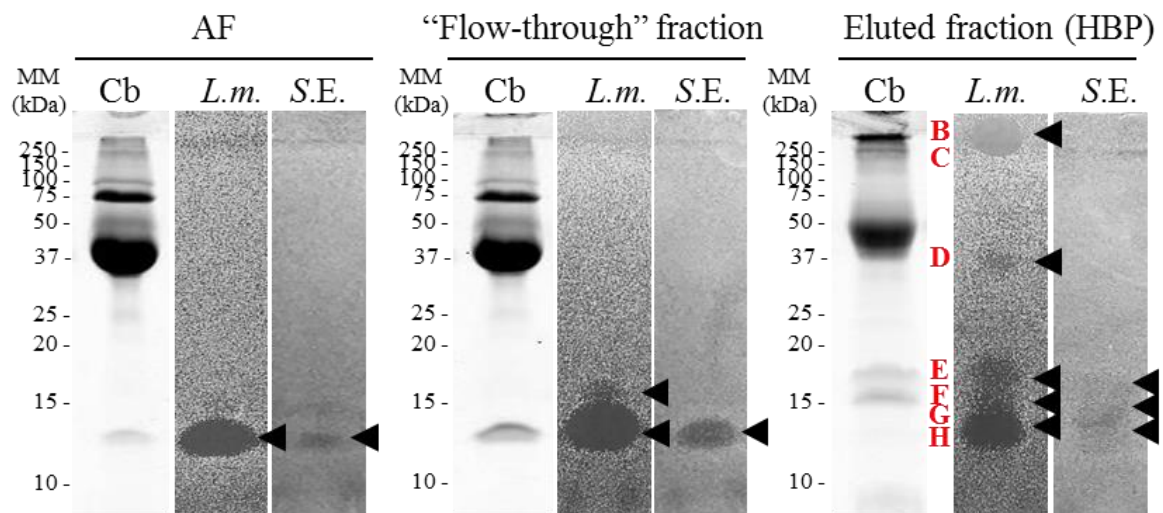 AF
“Flow-through” fraction
Eluted fraction (HBP)
MM
(kDa)
Cb
L.m.
S.E.
MM
(kDa)
Cb
L.m.
S.E.
MM
(kDa)
Cb
L.m.
S.E.
250 -
150 -
100 -
75 -
50 -
37 -
25 -
20 -
15 -
10 -
250 -
150 -
100 -
75 -
50 -
37 -
25 -
20 -
15 -
10 -
250 -
150 -
100 -
75 -
50 -
37 -
25 -
20 -
15 -
10 -
B
C
D
E
F
G
H